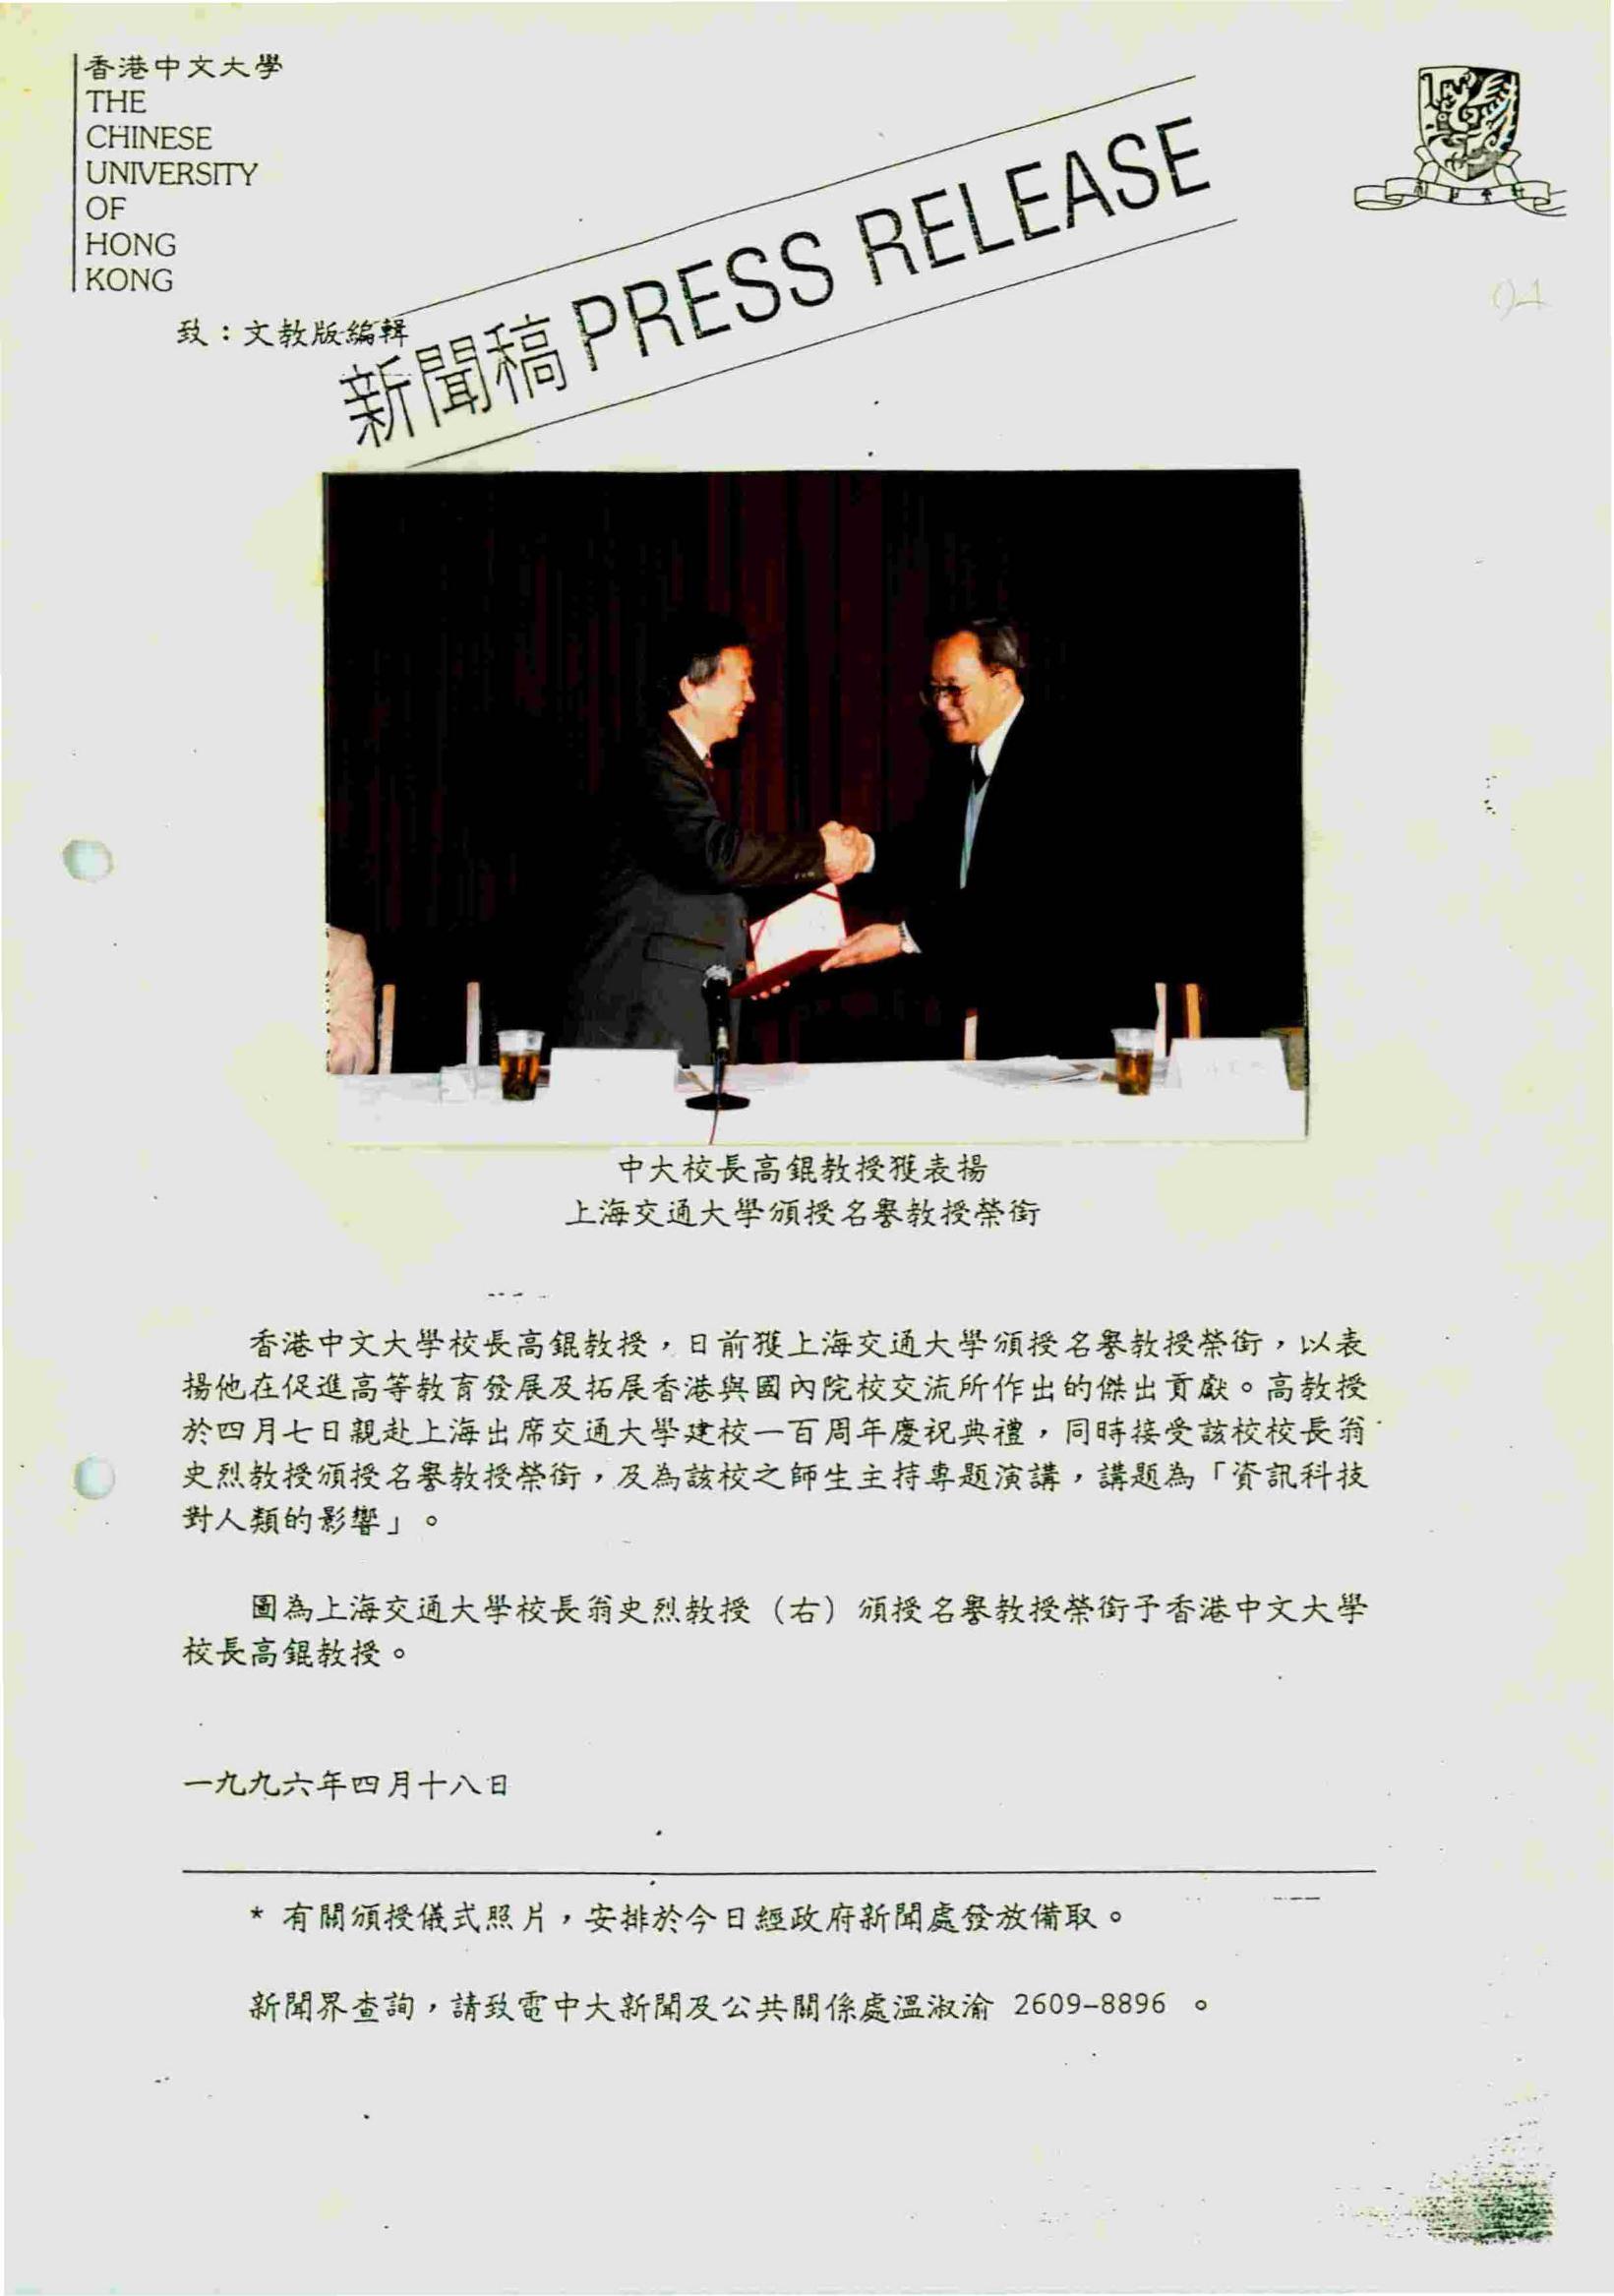 香港中文大學
THE
CHINESE
UNIVERSITY
OF
HONG
KONG
致：文教版編輯
新聞稿 PRESS RELEASE
中大校長高錕教授獲表揚
上海交通大學頒授名譽教授榮銜
香港中文大學校長高錕教授，日前獲上海交通大學頒授名譽教授榮銜，以表
揚他在促進高等教育發展及拓展香港與國內院校交流所作出的傑出貢獻。高教授
於四月七日親赴上海出席交通大學建校一百周年慶祝典禮，同時接受該校校長翁
史烈教授頒授名譽教授榮銜，及為該校之師生主持專題演講，講題為「資訊科技
對人類的影響」。
圖為上海交通大學校長翁史烈教授（右）頒授名譽教授榮銜予香港中文大學
校長高錕教授。
一九九六年四月十八日
* 有關頒授儀式照片，安排於今日經政府新聞處發放備取。
新聞界查詢，請致電中大新聞及公共關係處溫淑渝 2609-8896 。